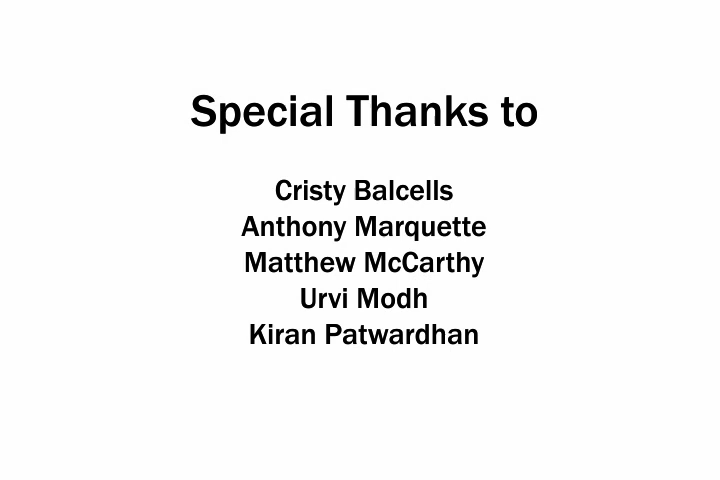 Special Thanks to
Cristy Balcells
Anthony Marquette
Matthew McCarthy
Urvi Modh
Kiran Patwardhan